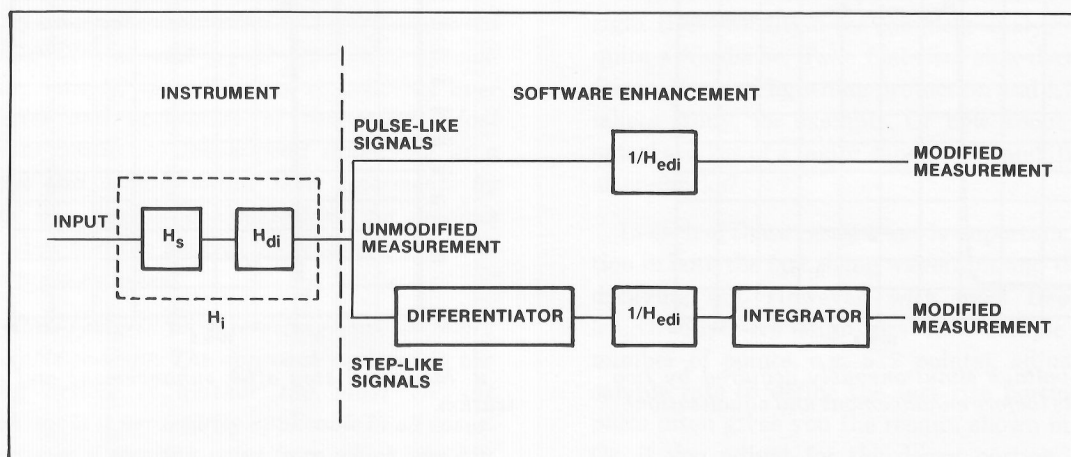 INSTRUMENT
SOFTWARE ENHANCEMENT
PULSE-LIKE
SIGNALS
1/Hedi
MODIFIED
MEASUREMENT
INPUT
Hs
Hdi
UNMODIFIED
MEASUREMENT
Hi
DIFFERENTIATOR
1/Hedi
INTEGRATOR
MODIFIED
MEASUREMENT
STEP-LIKE
SIGNALS